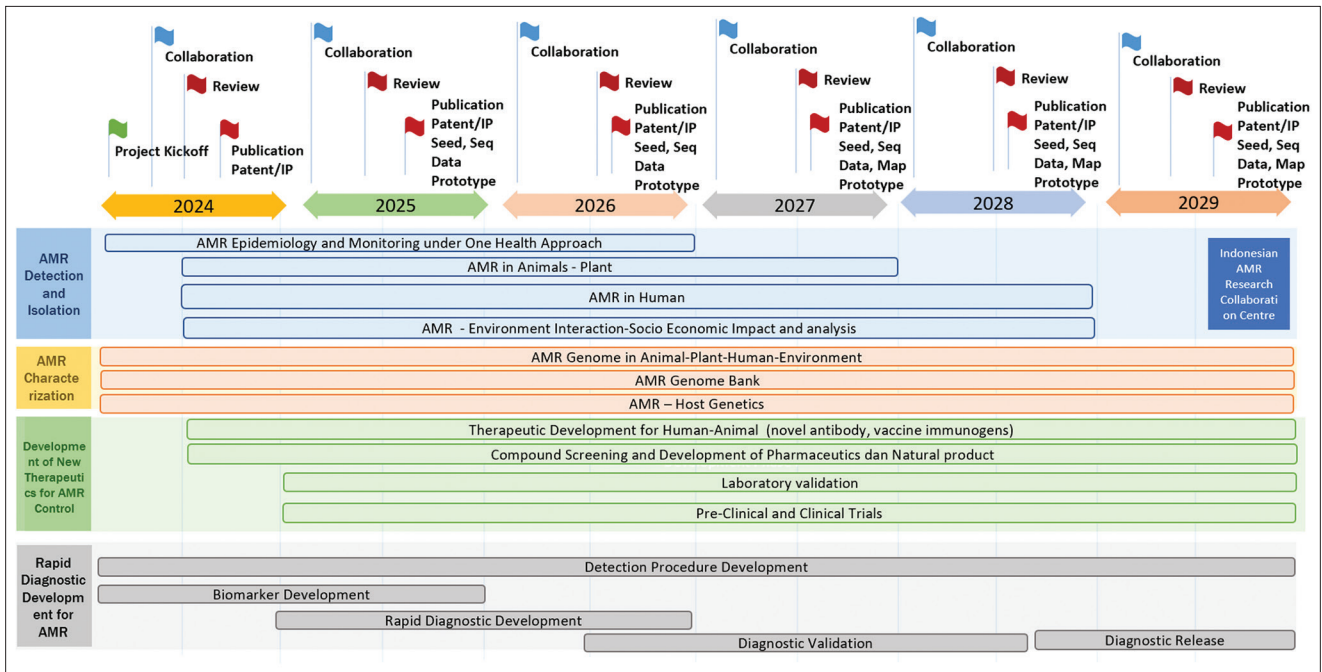 Collaboration
Review
Project Kickoff
Publication
Patent/IP
Collaboration
Review
Publication
Patent/IP
Seed, Seq
Data
Prototype
Collaboration
Review
Publication
Patent/IP
Seed, Seq
Data
Prototype
Collaboration
Review
Publication
Patent/IP
Seed, Seq
Data, Map
Prototype
Collaboration
Review
Publication
Patent/IP
Seed, Seq
Data, Map
Prototype
Collaboration
Review
Publication
Patent/IP
Seed, Seq
Data, Map
Prototype
2024
2025
2026
2027
2028
2029
AMR
Detection
and
Isolation
AMR Epidemiology and Monitoring under One Health Approach
AMR in Animals - Plant
AMR in Human
AMR - Environment Interaction-Socio Economic Impact and analysis
Indonesian
AMR
Research
Collaborati
on Centre
AMR
Characte
rization
AMR Genome in Animal-Plant-Human-Environment
AMR Genome Bank
AMR – Host Genetics
Developme
nt of New
Therapeuti
cs for AMR
Control
Therapeutic Development for Human-Animal (novel antibody, vaccine immunogens)
Compound Screening and Development of Pharmaceutics dan Natural product
Laboratory validation
Pre-Clinical and Clinical Trials
Rapid
Diagnostic
Developm
ent for
AMR
Detection Procedure Development
Biomarker Development
Rapid Diagnostic Development
Diagnostic Validation
Diagnostic Release